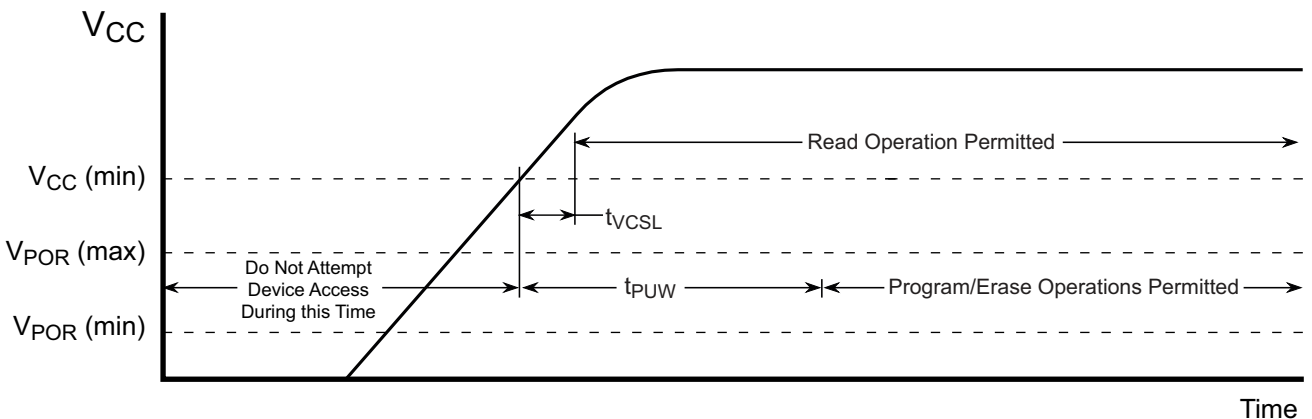 VCC
Read Operation Permitted
VCC (min)
tVCSL
VPOR (max)
Do Not Attempt
Device Access
During this Time
tPUW
Program/Erase Operations Permitted
VPOR (min)
Time